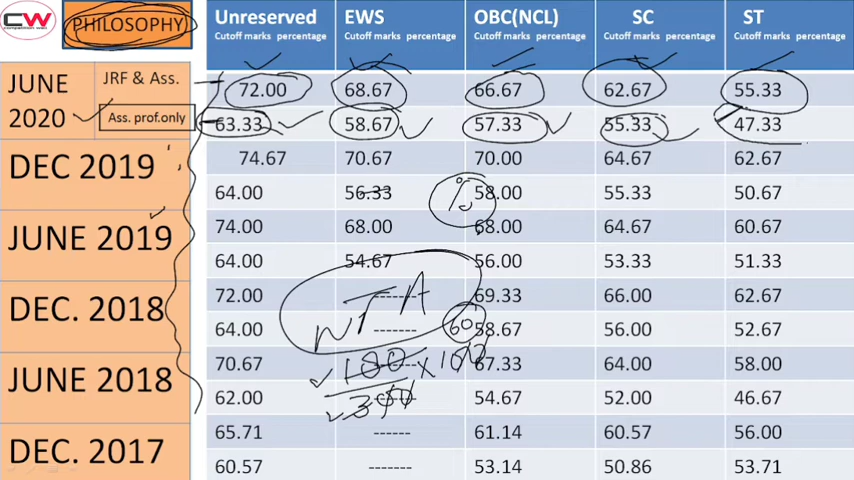 CW PHILOSOPHY Unreserved EWS OBC(NCL) SC ST
Cutoff marks percentage Cutoff marks percentage Cutoff marks percentage Cutoff marks percentage Cutoff marks percentage
JUNE 2020 JRF & Ass. 72.00 68.67 66.67 62.67 55.33
Ass. prof.only 63.33 58.67 57.33 55.33 47.33
DEC 2019 74.67 70.67 70.00 64.67 62.67
64.00 56.33 % 58.00 55.33 50.67
JUNE 2019 74.00 68.00 68.00 64.67 60.67
64.00 54.67 56.00 53.33 51.33
DEC. 2018 72.00 ------- 69.33 66.00 62.67
NTA
64.00 ------- 60 58.67 56.00 52.67
JUNE 2018 70.67 180 x 100 67.33 64.00 58.00
62.00 300 54.67 52.00 46.67
DEC. 2017 65.71 ------ 61.14 60.57 56.00
60.57 ------- 53.14 50.86 53.71